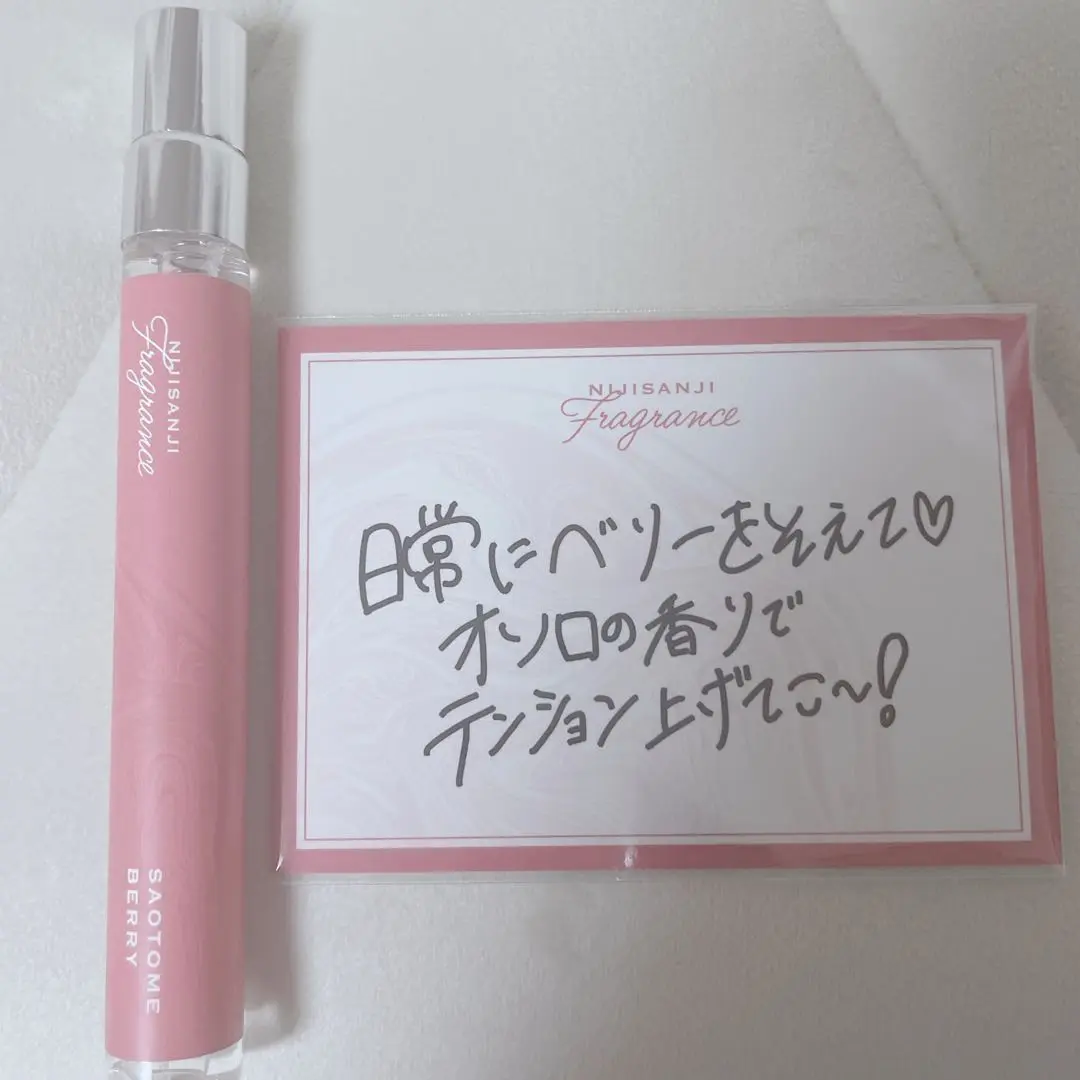 NIJISANJI
Fragrance
SAOTOME
BERRY
NIJISANJI
Fragrance
日常にベリーをそえて♡
オソロの香りで
テンション上げてこ〜!